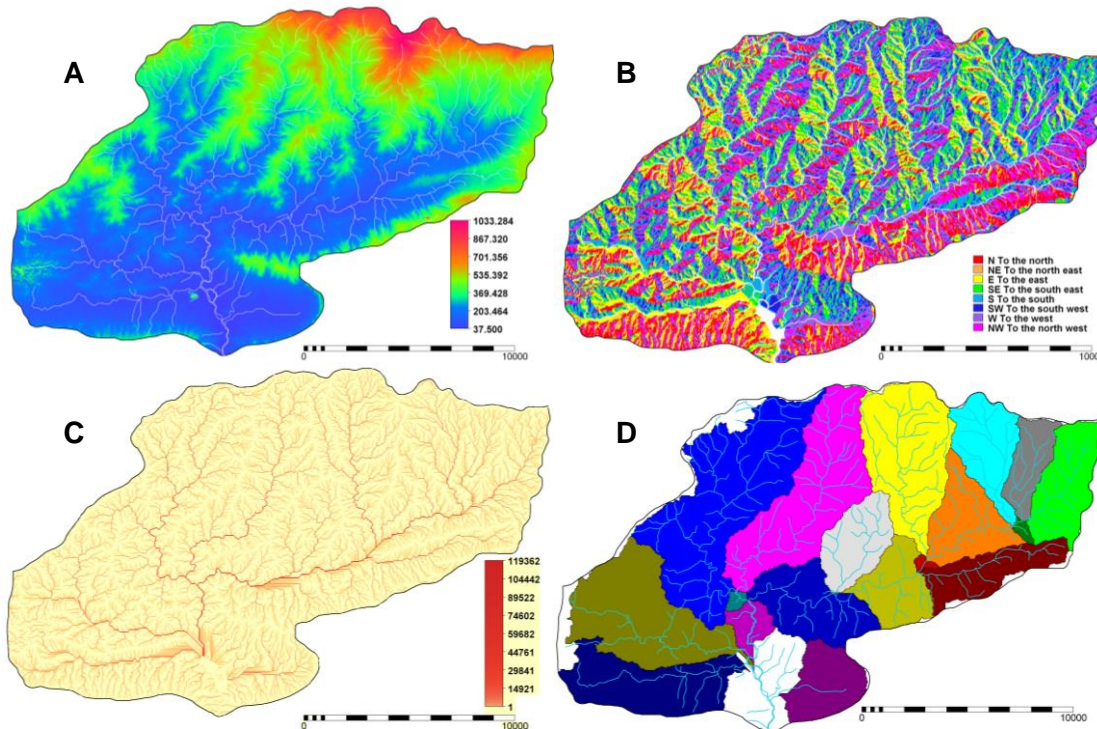 A
1033.284
867.320
701.356
535.392
369.428
203.464
37.500
0
10000
B
N To the north
NE To the north east
E To the east
SE To the south east
S To the south
SW To the south west
W To the west
NW To the north west
0
1000
C
119362
104442
89522
74602
59682
44761
29841
14921
1
0
10000
D
0
10000